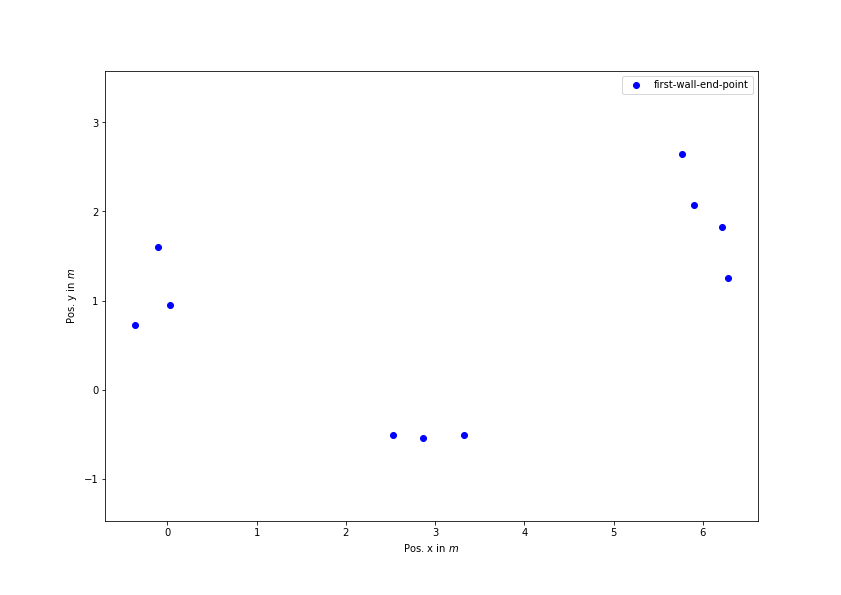 first-wall-end-point
3
2
1
0
−1
Pos. y in m
0 1 2 3 4 5 6
Pos. x in m